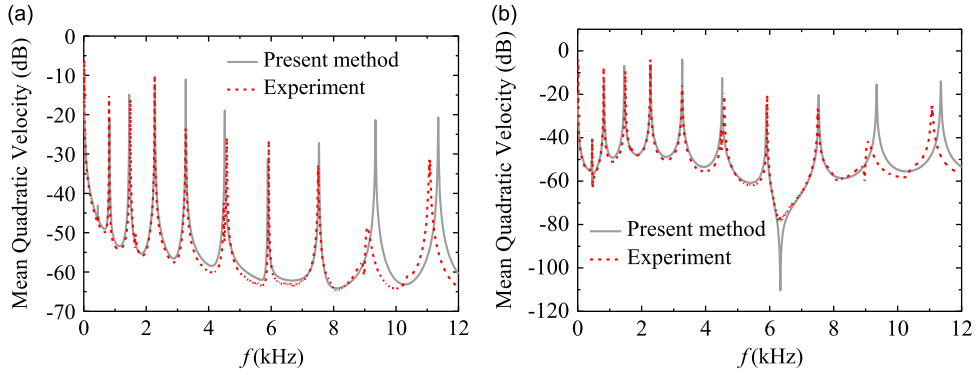 (a)
Mean Quadratic Velocity (dB)
0
-10
-20
-30
-40
-50
-60
-70
Present method
Experiment
0 2 4 6 8 10 12
f(kHz)
(b)
Mean Quadratic Velocity (dB)
0
-20
-40
-60
-80
-100
-120
Present method
Experiment
0 2 4 6 8 10 12
f(kHz)